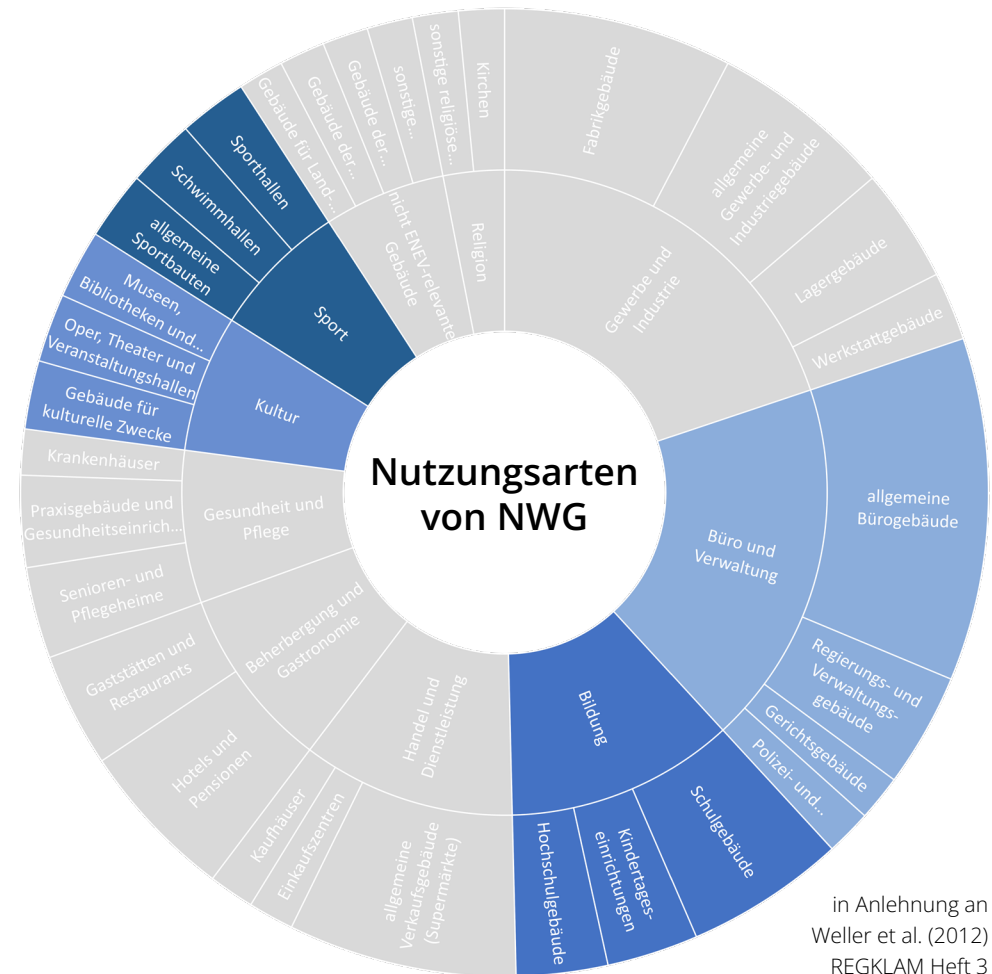 Nutzungsarten
von NWG
Gewerbe und
Industrie
Fabrikgebäude
allgemeine
Gewerbe- und
Industriegebäude
Lagergebäude
Werkstattgebäude
Büro und
Verwaltung
allgemeine
Bürogebäude
Regierungs- und
Verwaltungs-
gebäude
Gerichtsgebäude
Polizei- und...
Bildung
Schulgebäude
Kindertages-
einrichtungen
Hochschulgebäude
Handel und
Dienstleistung
allgemeine
Verkaufsgebäude
(Supermärkte)
Einkaufszentren
Kaufhäuser
Beherbergung und
Gastronomie
Hotels und
Pensionen
Gaststätten und
Restaurants
Gesundheit und
Pflege
Senioren- und
Pflegeheime
Praxisgebäude und
Gesundheitseinrich...
Krankenhäuser
Kultur
Gebäude für
kulturelle Zwecke
Oper, Theater und
Veranstaltungshallen
Museen,
Bibliotheken und...
Sport
allgemeine
Sportbauten
Schwimmhallen
Sporthallen
nicht ENEV-relevante
Gebäude
Gebäude für Land-...
Gebäude der...
Gebäude der...
sonstige...
Religion
sonstige religiöse...
Kirchen
in Anlehnung an
Weller et al. (2012)
REGKLAM Heft 3